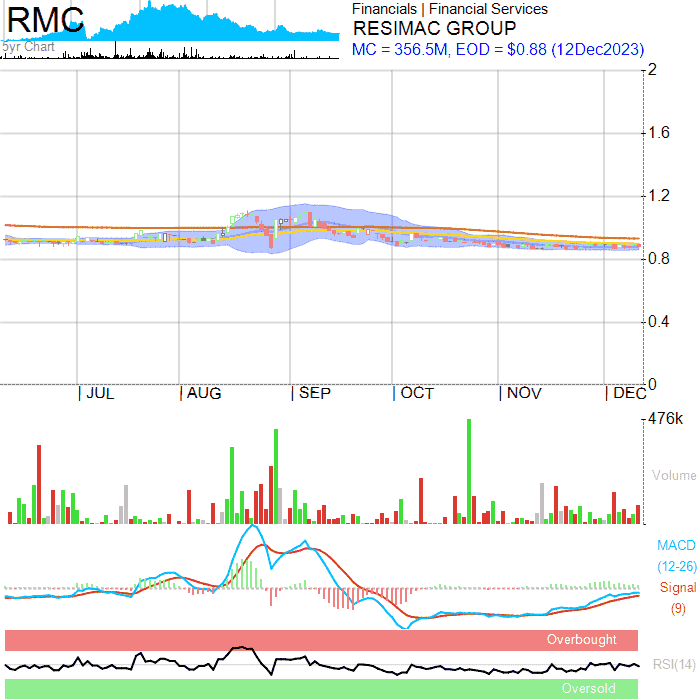 RMC
5yr Chart
Financials | Financial Services
RESIMAC GROUP
MC = 356.5M, EOD = $0.88 (12Dec2023)
2
1.6
1.2
0.8
0.4
0
| JUL | AUG | SEP | OCT | NOV | DEC
476k
Volume
MACD
(12-26)
Signal
(9)
Overbought
RSI(14)
Oversold